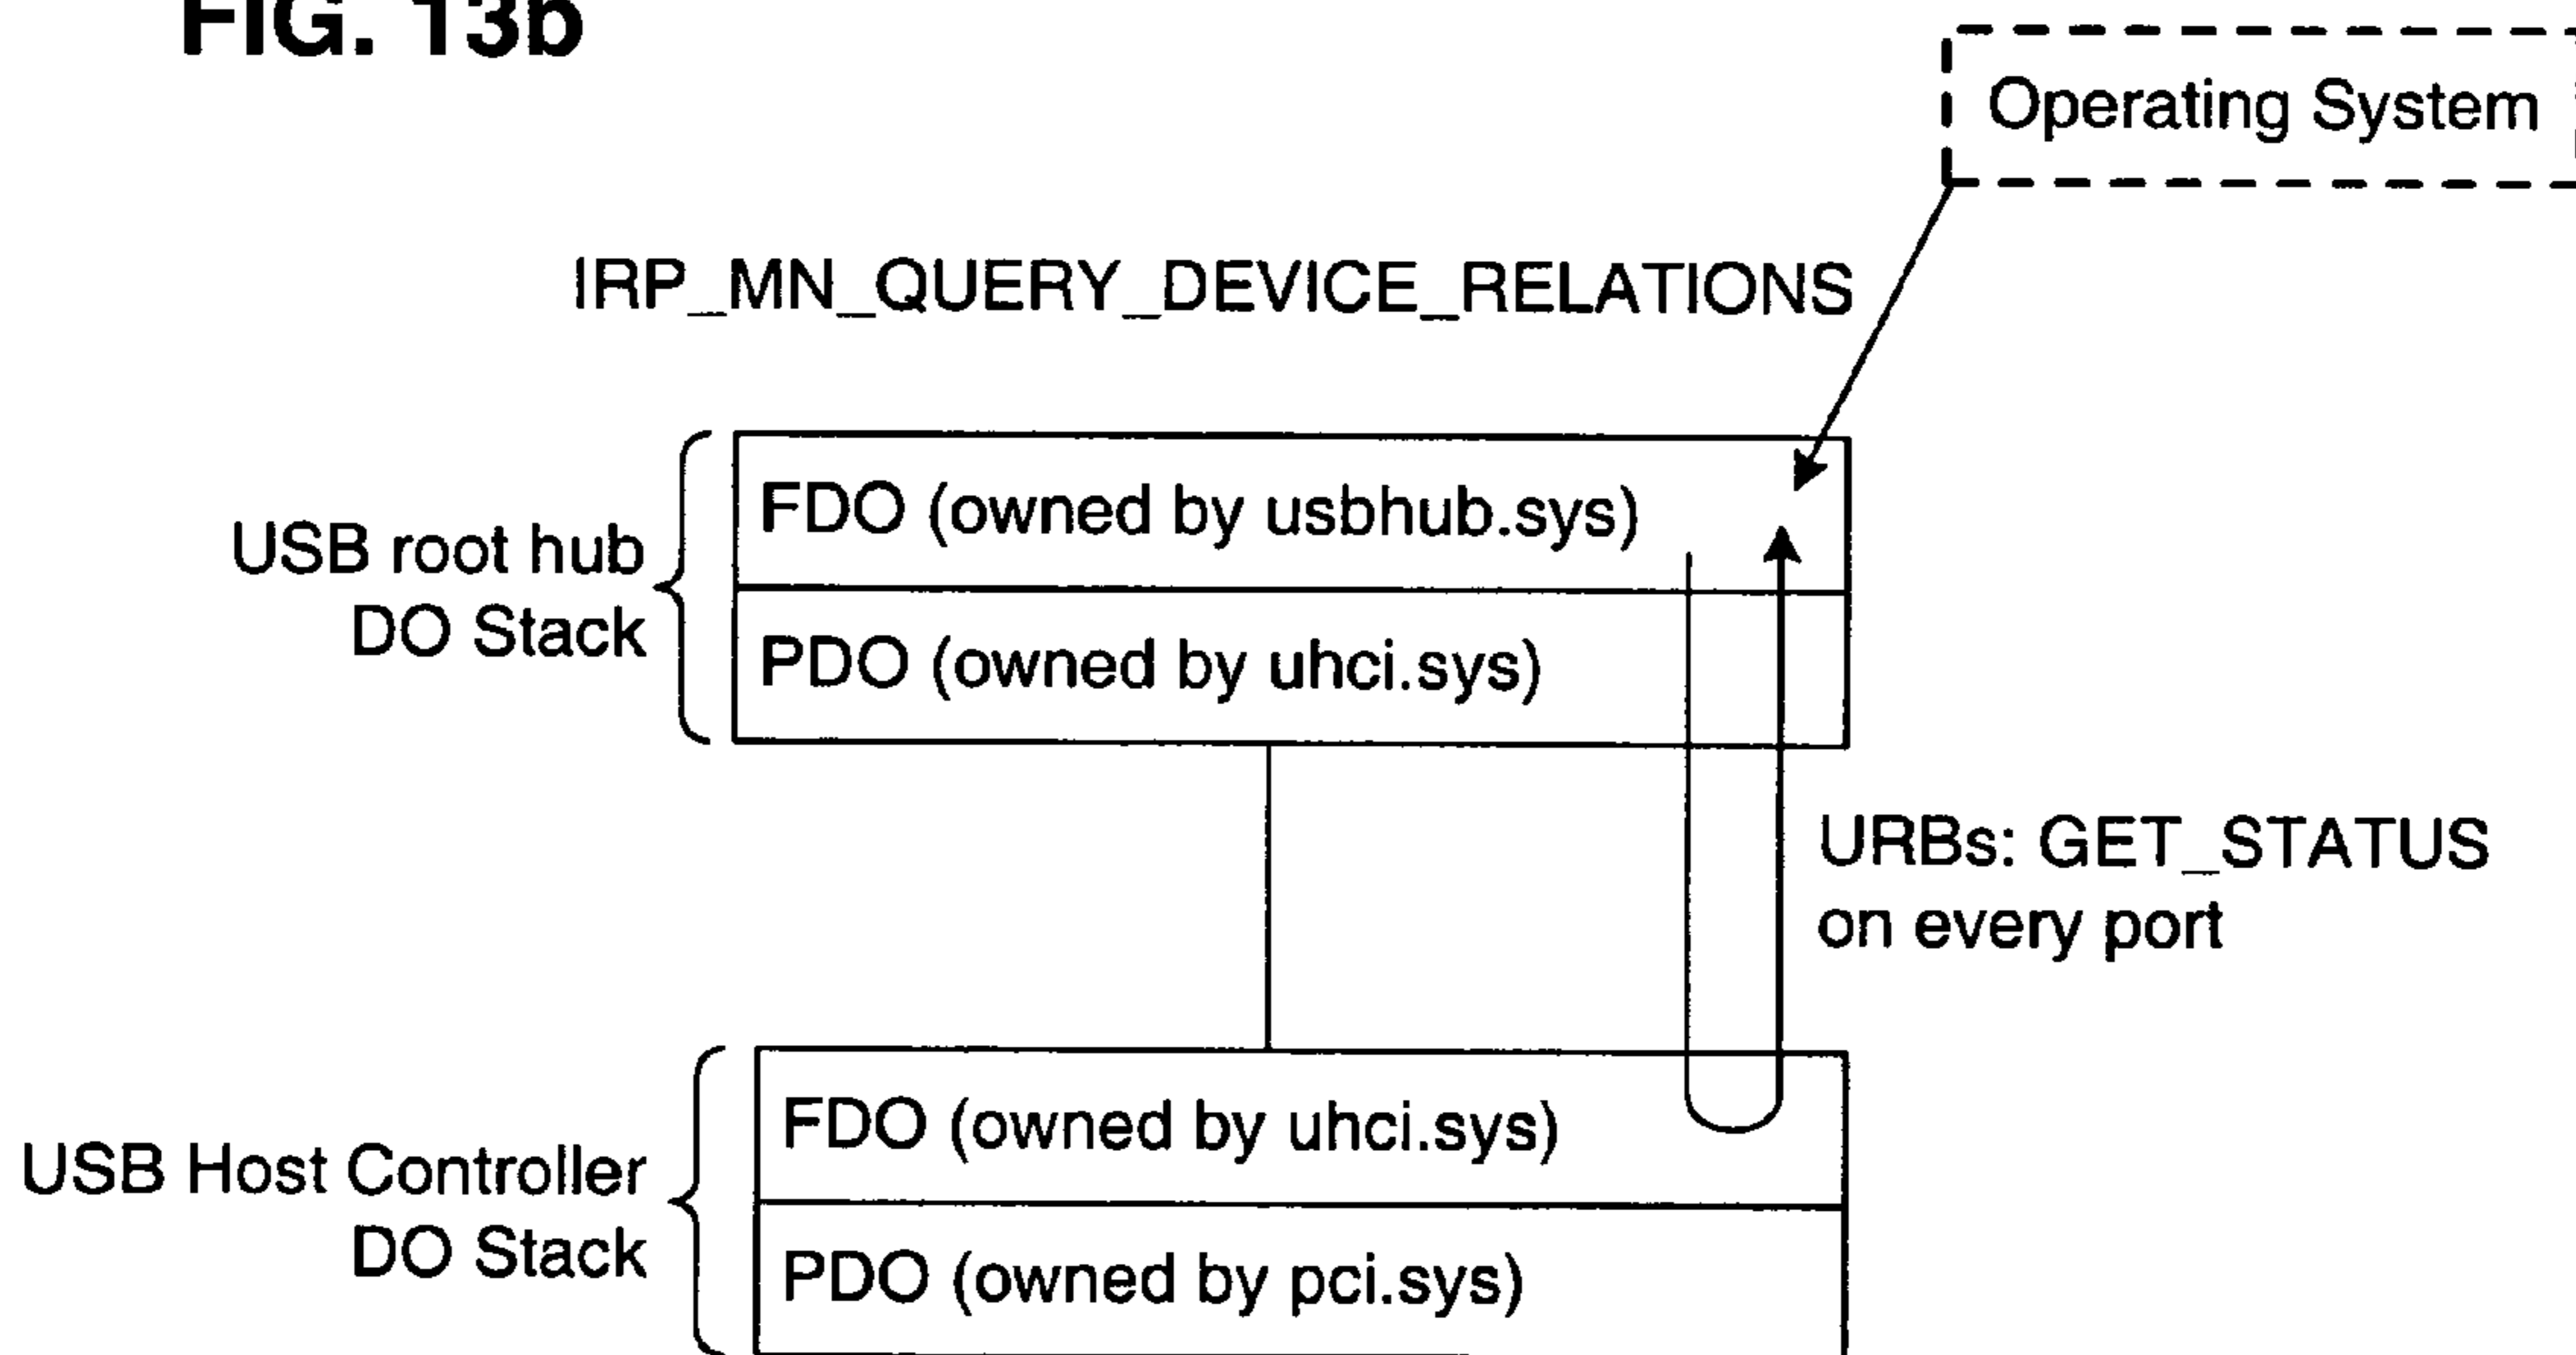 FIG. 13b
Operating System
IRP_MN_QUERY_DEVICE_RELATIONS
USB root hub
DO Stack
FDO (owned by usbhub.sys)
PDO (owned by uhci.sys)
URBs: GET_STATUS
on every port
USB Host Controller
DO Stack
FDO (owned by uhci.sys)
PDO (owned by pci.sys)